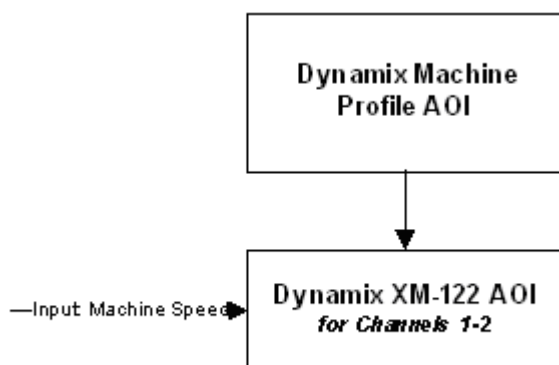 Dynamix Machine
Profile AOI
Input: Machine Speed
Dynamix XM-122 AOI
for Channels 1-2